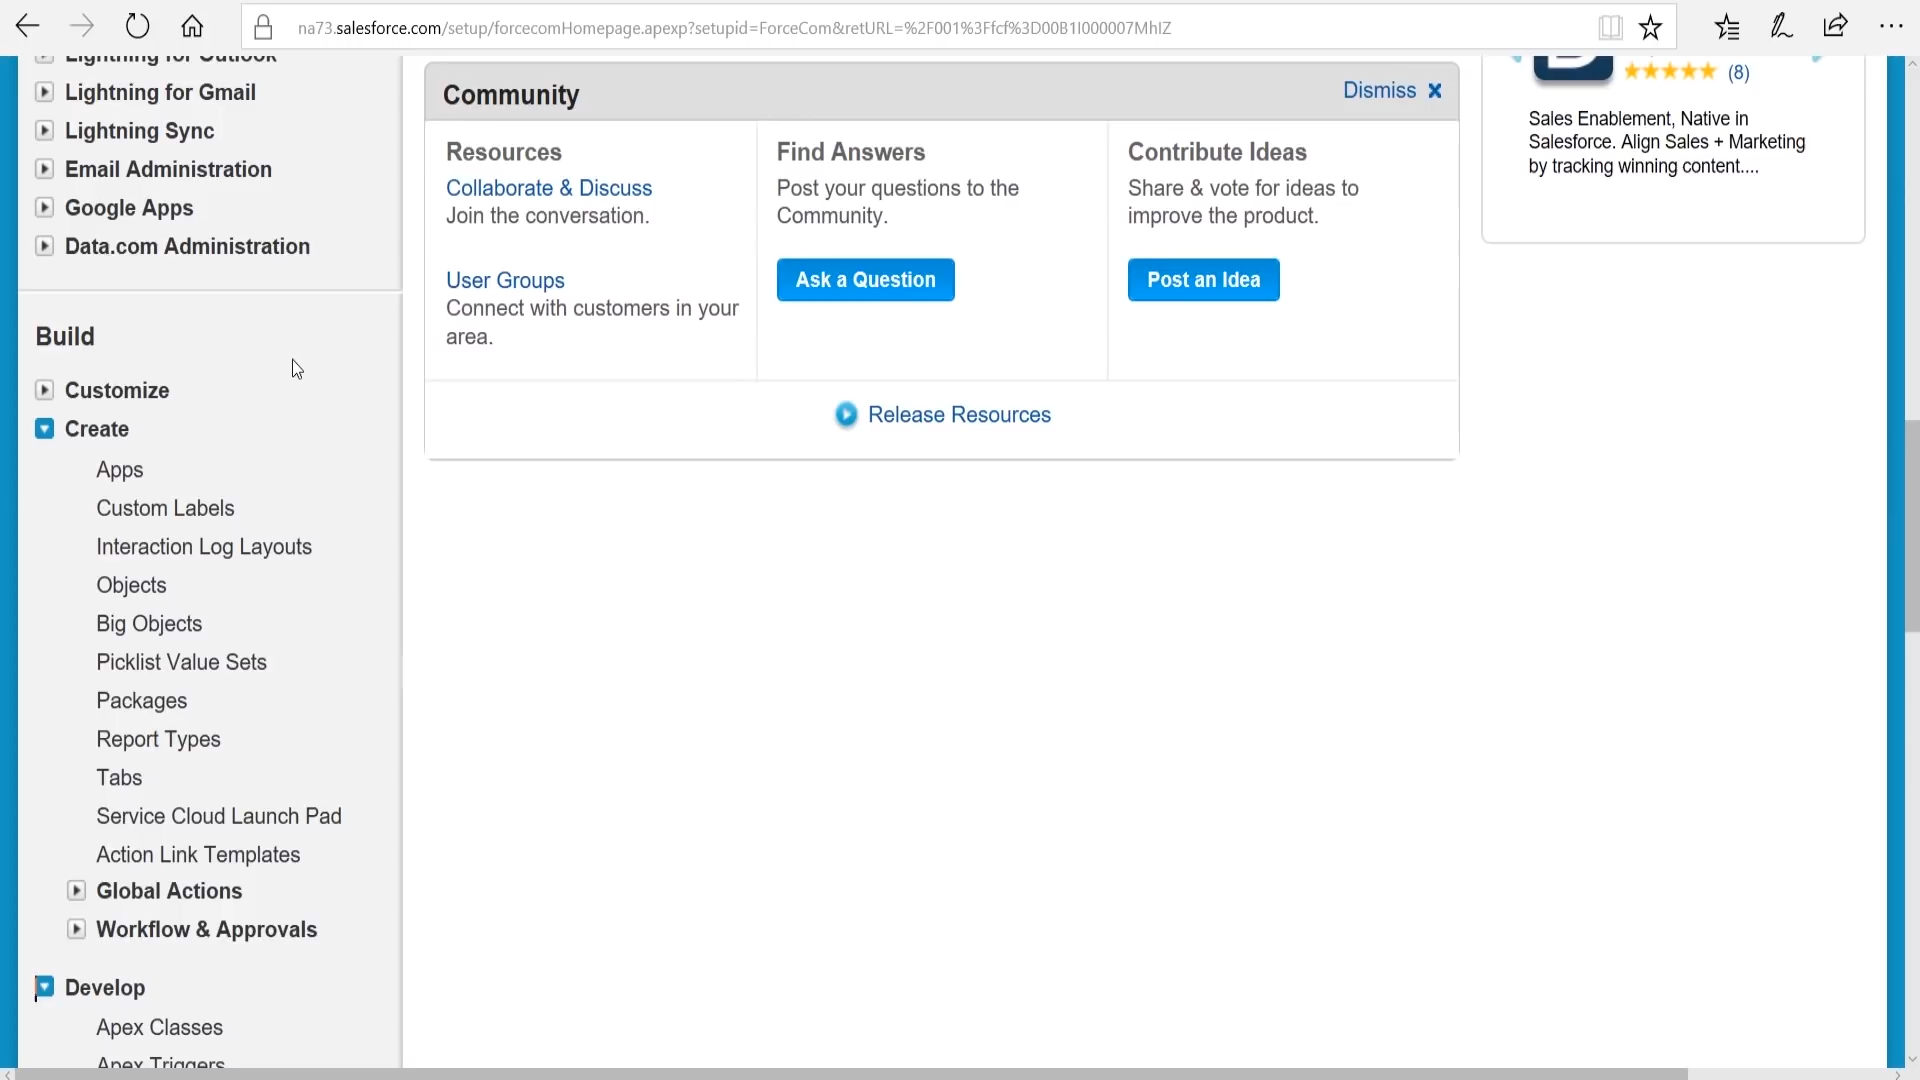 na73.salesforce.com/setup/forcecomHomepage.apexp?setupid=ForceCom&retURL=%2F001%3Ffcf%3D00B1I000007MhIZ
Lightning for Outlook
Lightning for Gmail
Lightning Sync
Email Administration
Google Apps
Data.com Administration
Build
Customize
Create
Apps
Custom Labels
Interaction Log Layouts
Objects
Big Objects
Picklist Value Sets
Packages
Report Types
Tabs
Service Cloud Launch Pad
Action Link Templates
Global Actions
Workflow & Approvals
Develop
Apex Classes
Apex Triggers
Community
Dismiss
Resources
Collaborate & Discuss
Join the conversation.
User Groups
Connect with customers in your
area.
Find Answers
Post your questions to the
Community.
Ask a Question
Contribute Ideas
Share & vote for ideas to
improve the product.
Post an Idea
Release Resources
(8)
Sales Enablement, Native in
Salesforce. Align Sales + Marketing
by tracking winning content....